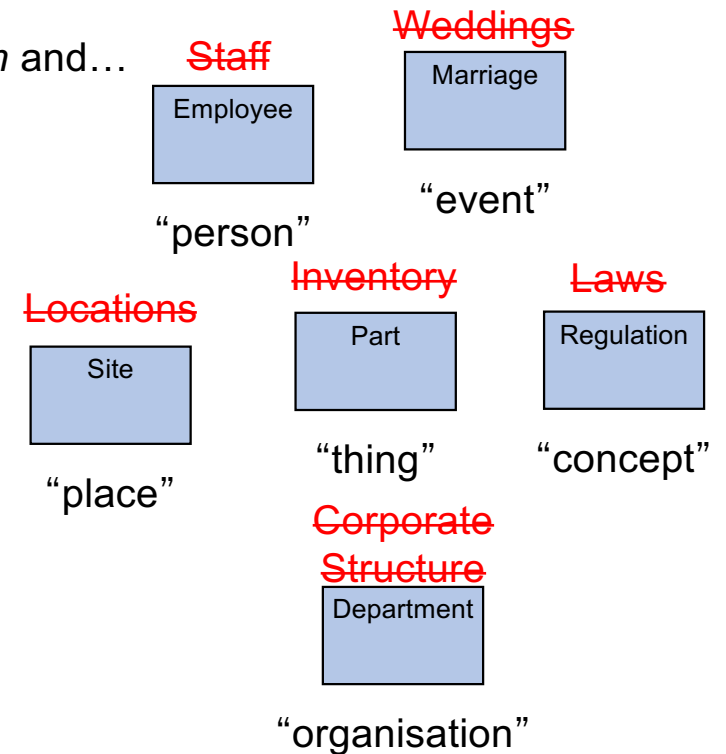 and…
Staff
Employee
“person”
Weddings
Marriage
“event”
Locations
Site
“place”
Inventory
Part
“thing”
Laws
Regulation
“concept”
Corporate
Structure
Department
“organisation”